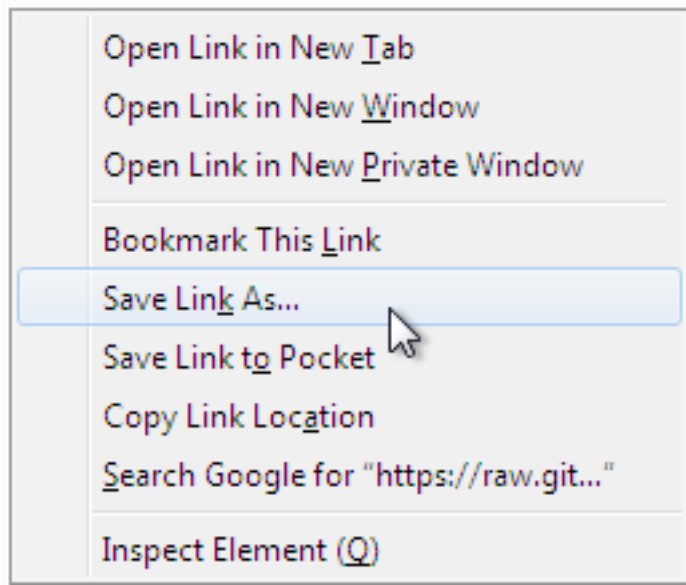 Open Link in New Tab
Open Link in New Window
Open Link in New Private Window
Bookmark This Link
Save Link As...
Save Link to Pocket
Copy Link Location
Search Google for “https://raw.git...”
Inspect Element (Q)